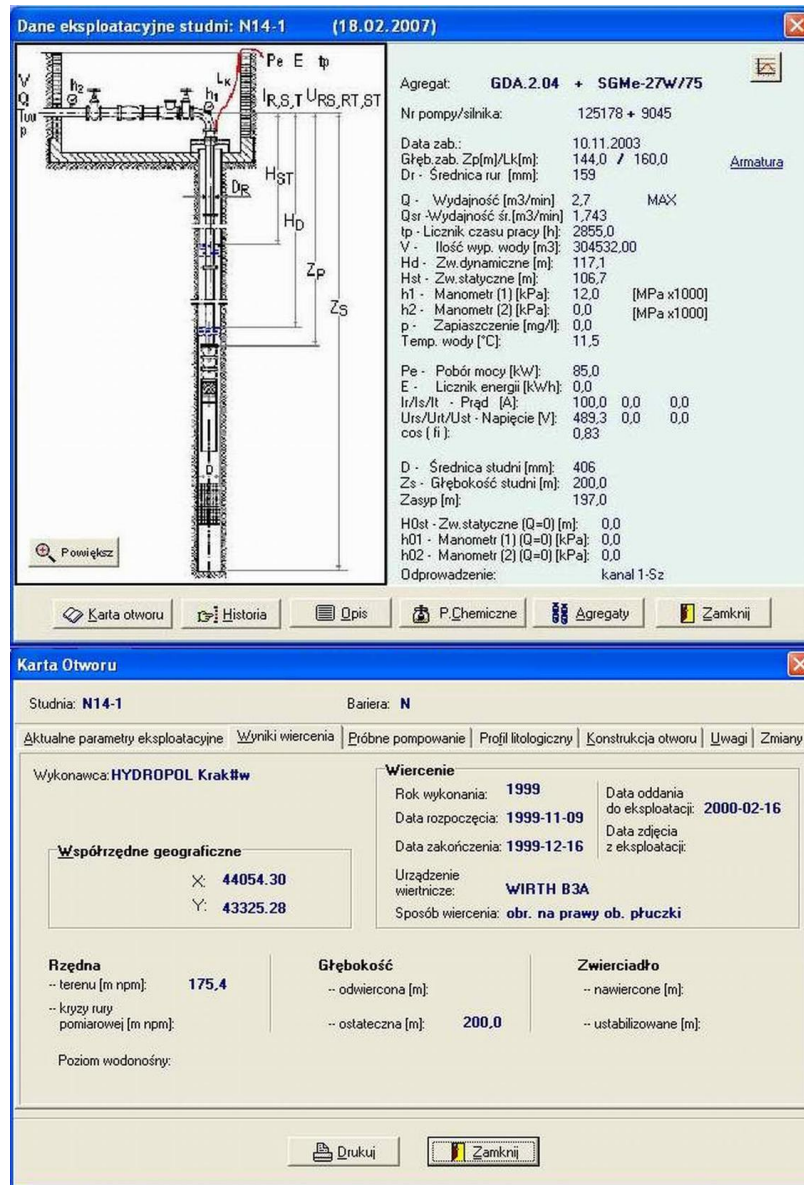 Dane eksploatacyjne studni: N14-1 (18.02.2007)
Pe E tp
V
Q
p
h2
h1
LK
IR,S,T URS,RT,ST
HST
DR
HD
ZP
ZS
D
Powiększ
Agregat: GDA.2.04 + SGMe-27W/75
Nr pompy/silnika: 125178 + 9045
Data zab.: 10.11.2003
Głęb.zab. Zp[m]/Lk[m]: 144,0 / 160,0 Armatura
Dr - Średnica rur [mm]: 159
Q - Wydajność [m3/min] 2,7 MAX
Qsr -Wydajność śr.[m3/min] 1,743
tp - Licznik czasu pracy [h]: 2855,0
V - Ilość wyp. wody [m3]: 304532,00
Hd - Zw.dynamiczne [m]: 117,1
Hst - Zw.statyczne [m]: 106,7
h1 - Manometr (1) [kPa]: 12,0 [MPa x1000]
h2 - Manometr (2) [kPa]: 0,0 [MPa x1000]
p - Zapiaszczenie [mg/l]: 0,0
Temp. wody [°C]: 11,5
Pe - Pobór mocy [kW]: 85,0
E - Licznik energii [kWh]: 0,0
Ir/Is/It - Prąd [A]: 100,0 0,0 0,0
Urs/Urt/Ust - Napięcie [V]: 489,3 0,0 0,0
cos ( fi ): 0,83
D - Średnica studni [mm]: 406
Zs - Głębokość studni [m]: 200,0
Zasyp [m]: 197,0
H0st - Zw.statyczne (Q=0) [m]: 0,0
h01 - Manometr (1) (Q=0) [kPa]: 0,0
h02 - Manometr (2) (Q=0) [kPa]: 0,0
Odprowadzenie: kanal 1-Sz
Karta otworu Historia Opis P.Chemiczne Agregaty Zamknij
Karta Otworu
Studnia: N14-1 Bariera: N
Aktualne parametry eksploatacyjne Wyniki wiercenia Próbne pompowanie Profil litologiczny Konstrukcja otworu Uwagi Zmiany
Wykonawca: HYDROPOL Krak#w
Współrzędne geograficzne
X: 44054.30
Y: 43325.28
Wiercenie
Rok wykonania: 1999
Data rozpoczęcia: 1999-11-09
Data zakończenia: 1999-12-16
Data oddania
do eksploatacji: 2000-02-16
Data zdjęcia
z eksploatacji:
Urządzenie
wiertnicze: WIRTH B3A
Sposób wiercenia: obr. na prawy ob. płuczki
Rzędna
-- terenu [m npm]: 175,4
-- kryzy rury
pomiarowej [m npm]:
Poziom wodonośny:
Głębokość
-- odwiercona [m]:
-- ostateczna [m]: 200,0
Zwierciadło
-- nawiercone [m]:
-- ustabilizowane [m]:
Drukuj Zamknij